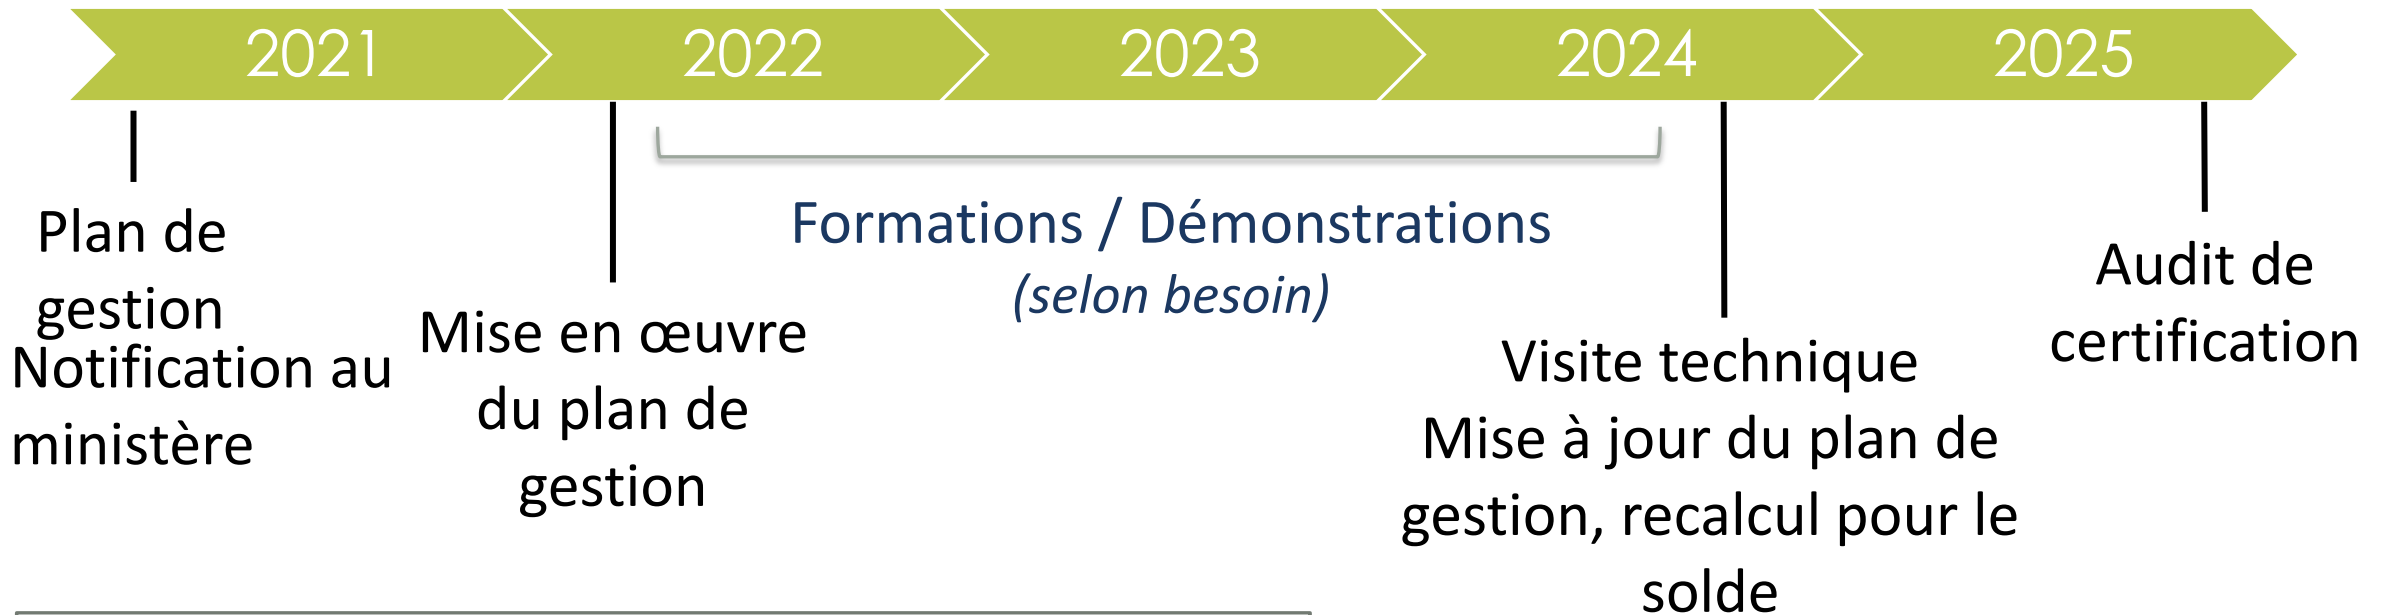 2021
2022
2023
2024
2025
Plan de
gestion
Notification au
ministère
Mise en œuvre
du plan de
gestion
Formations / Démonstrations
(selon besoin)
Visite technique
Mise à jour du plan de
gestion, recalcul pour le
solde
Audit de
certification